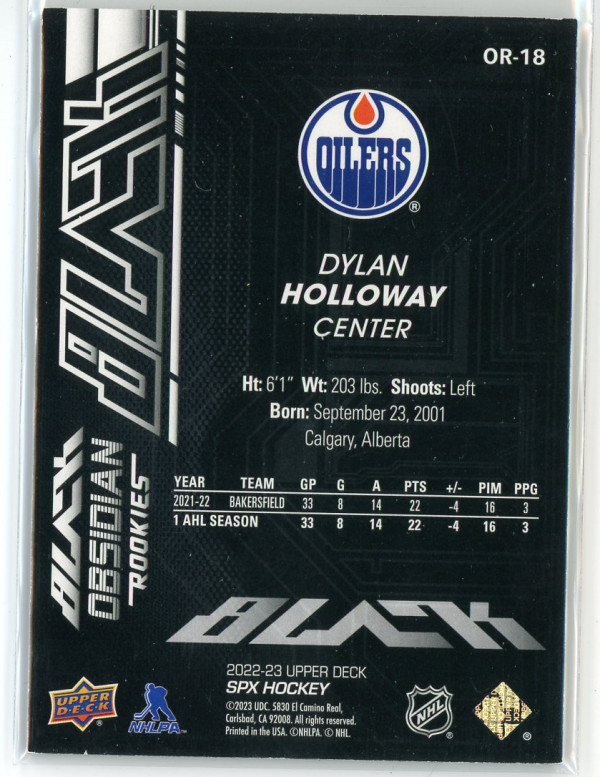 OR-18
OILERS
®
DYLAN
HOLLOWAY
CENTER
Ht: 6'1" Wt: 203 lbs. Shoots: Left
Born: September 23, 2001
Calgary, Alberta
YEAR TEAM GP G A PTS +/- PIM PPG
2021-22 BAKERSFIELD 33 8 14 22 -4 16 3
1 AHL SEASON 33 8 14 22 -4 16 3
BLACK
BLACK
OBSIDIAN
ROOKIES
BLACK
2022-23 UPPER DECK
SPX HOCKEY
©2023 UDC. 5830 El Camino Real,
Carlsbad, CA 92008. All rights reserved.
Printed in the USA. ©NHLPA. © NHL.
UPPER
DECK
®
NHLPA
NHL
®